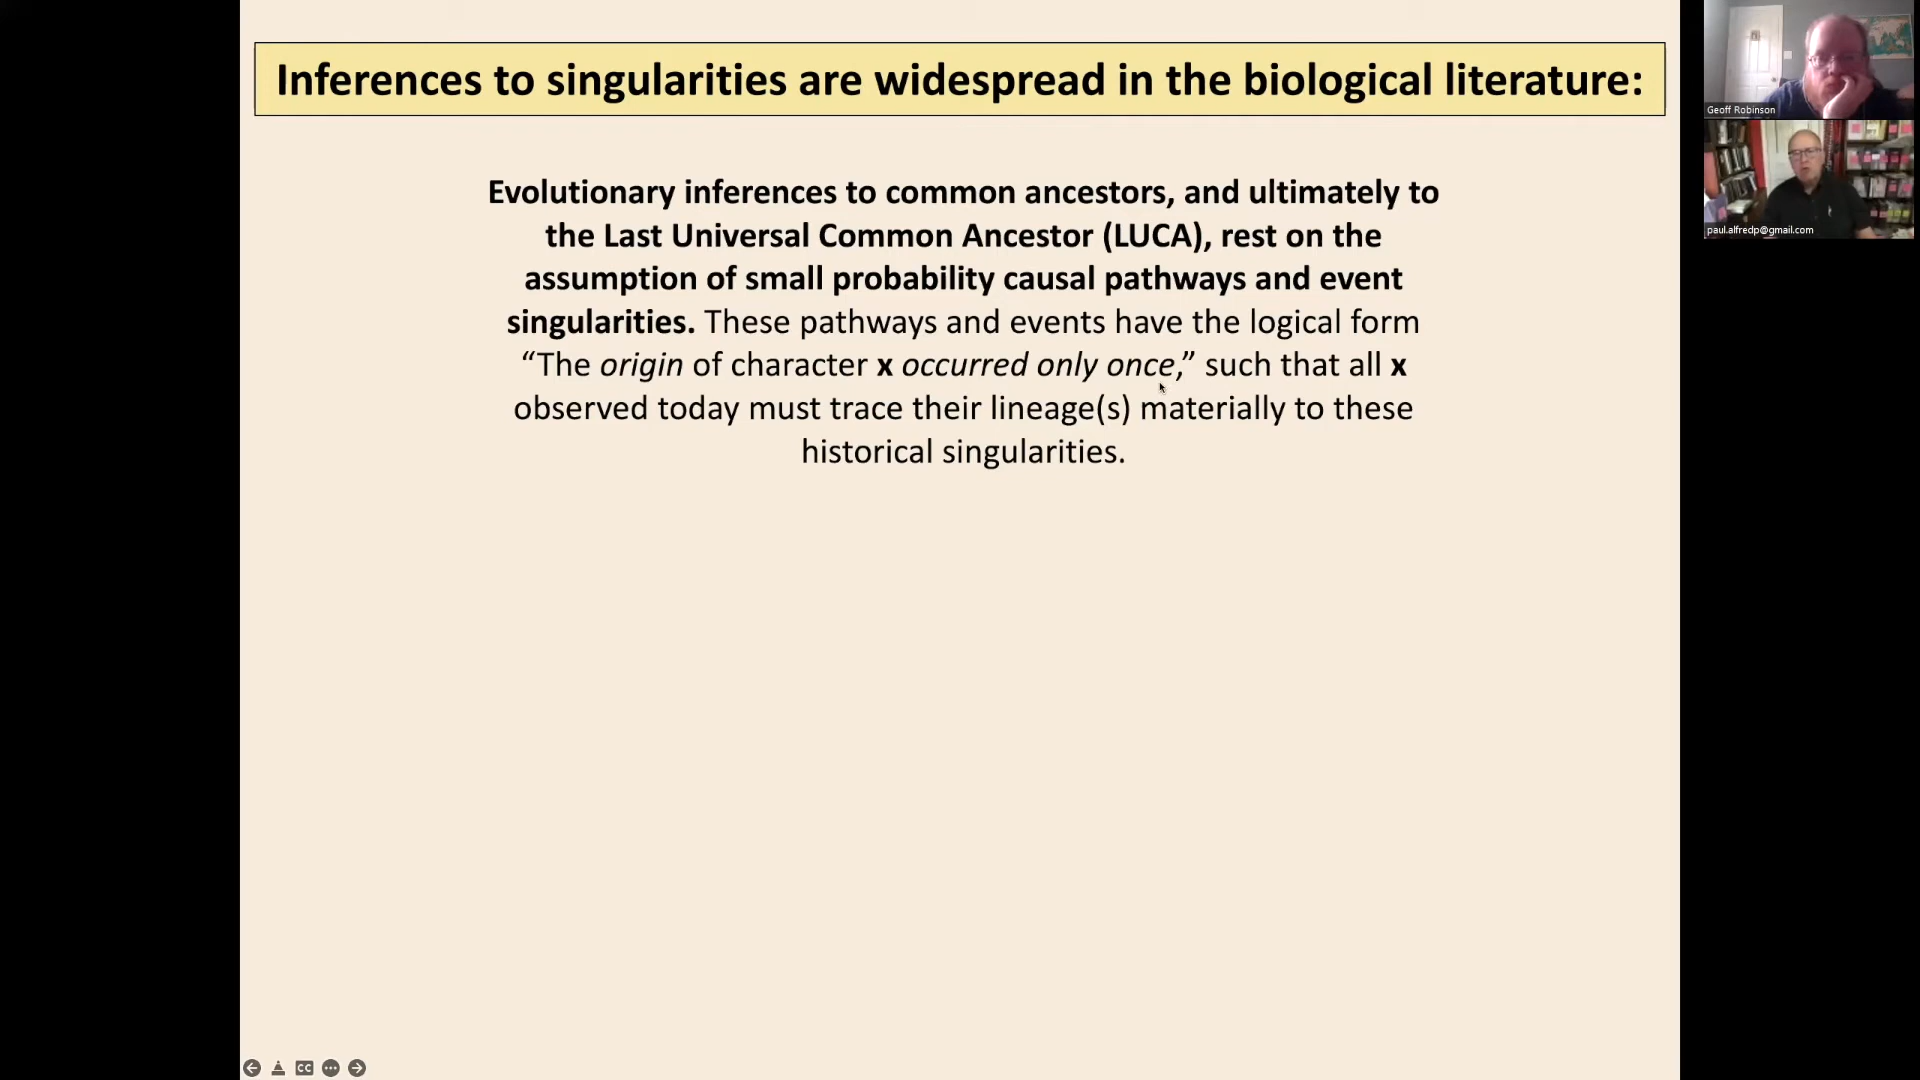 Inferences to singularities are widespread in the biological literature:
Evolutionary inferences to common ancestors, and ultimately to
the Last Universal Common Ancestor (LUCA), rest on the
assumption of small probability causal pathways and event
singularities. These pathways and events have the logical form
“The origin of character x occurred only once,” such that all x
observed today must trace their lineage(s) materially to these
historical singularities.
Geoff Robinson
paul.alfredp@gmail.com
CC